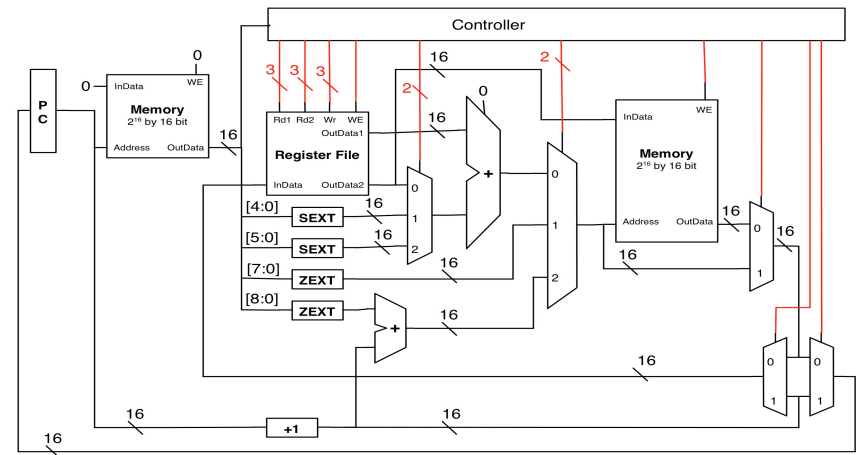 Controller
P
C
0
0
InData
WE
Memory
2^16 by 16 bit
Address
OutData
16
3
3
3
2
16
2
Rd1
Rd2
Wr
WE
OutData1
Register File
InData
OutData2
16
0
+
0
1
2
[4:0]
SEXT
16
[5:0]
SEXT
16
[7:0]
ZEXT
16
[8:0]
ZEXT
+
16
0
1
2
InData
WE
Memory
2^16 by 16 bit
Address
OutData
16
16
0
1
16
0
1
0
1
16
16
+1
16
16